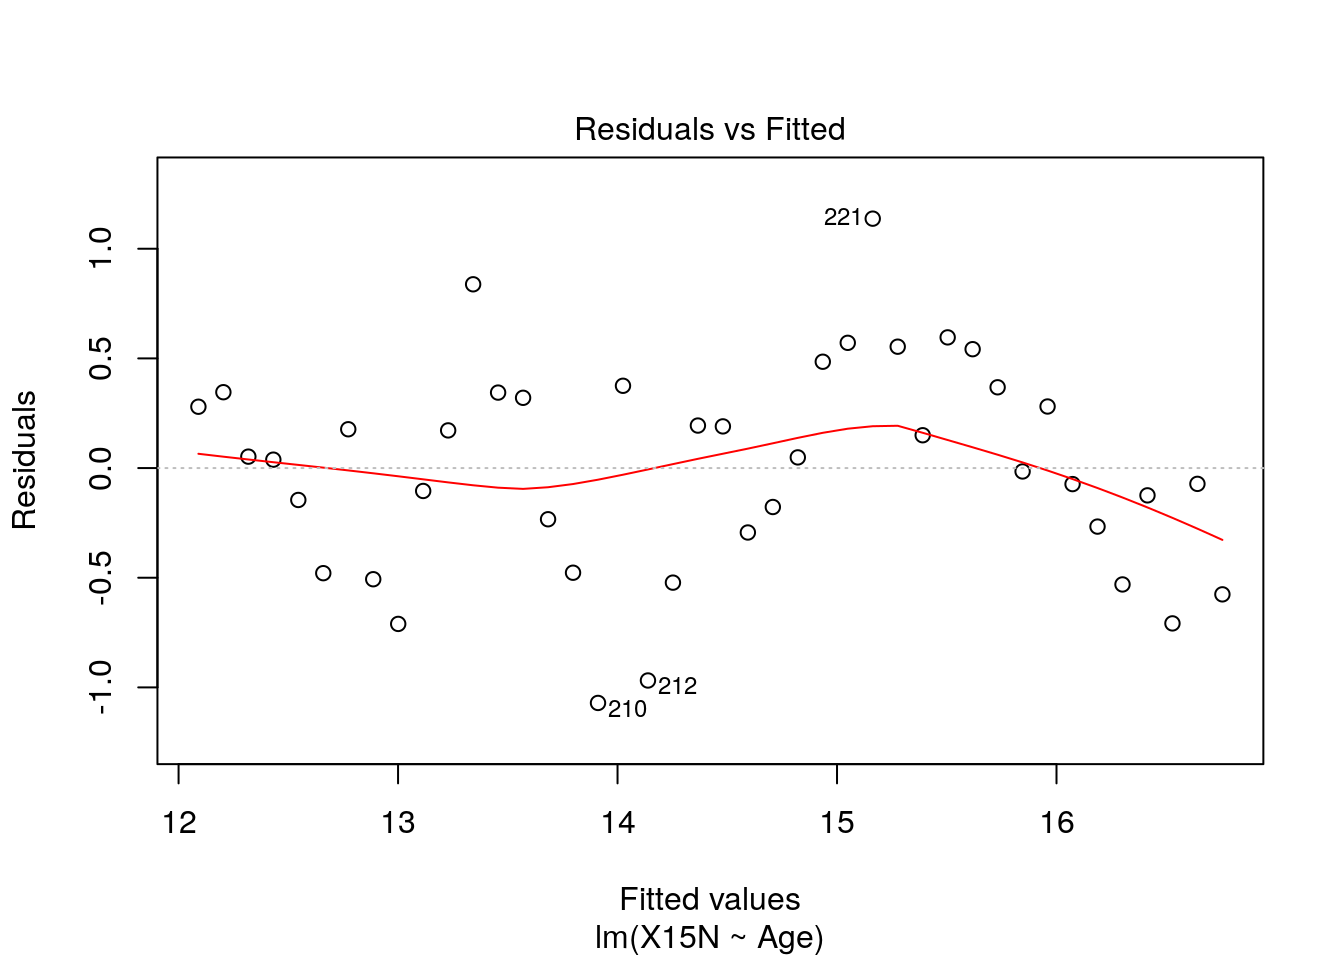 Residuals vs Fitted
Residuals
1.0
0.5
0.0
-0.5
-1.0
221
210
212
12 13 14 15 16
Fitted values
lm(X15N ~ Age)